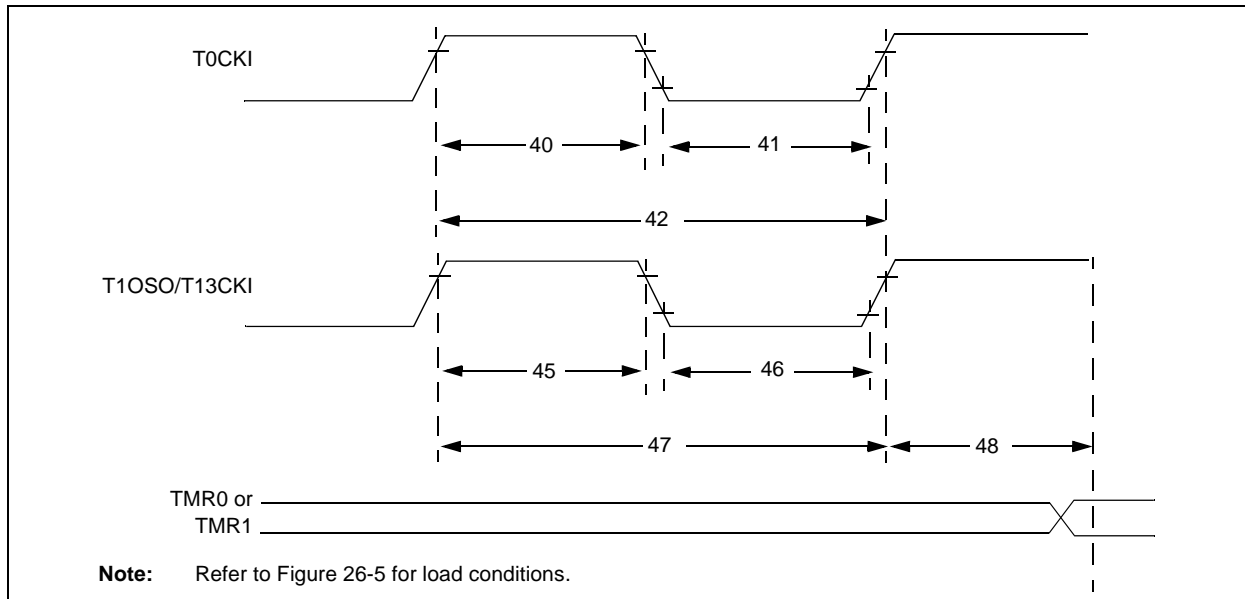 T0CKI
40
41
42
T1OSO/T13CKI
45
46
47
48
TMR0 or
TMR1
Note: Refer to Figure 26-5 for load conditions.